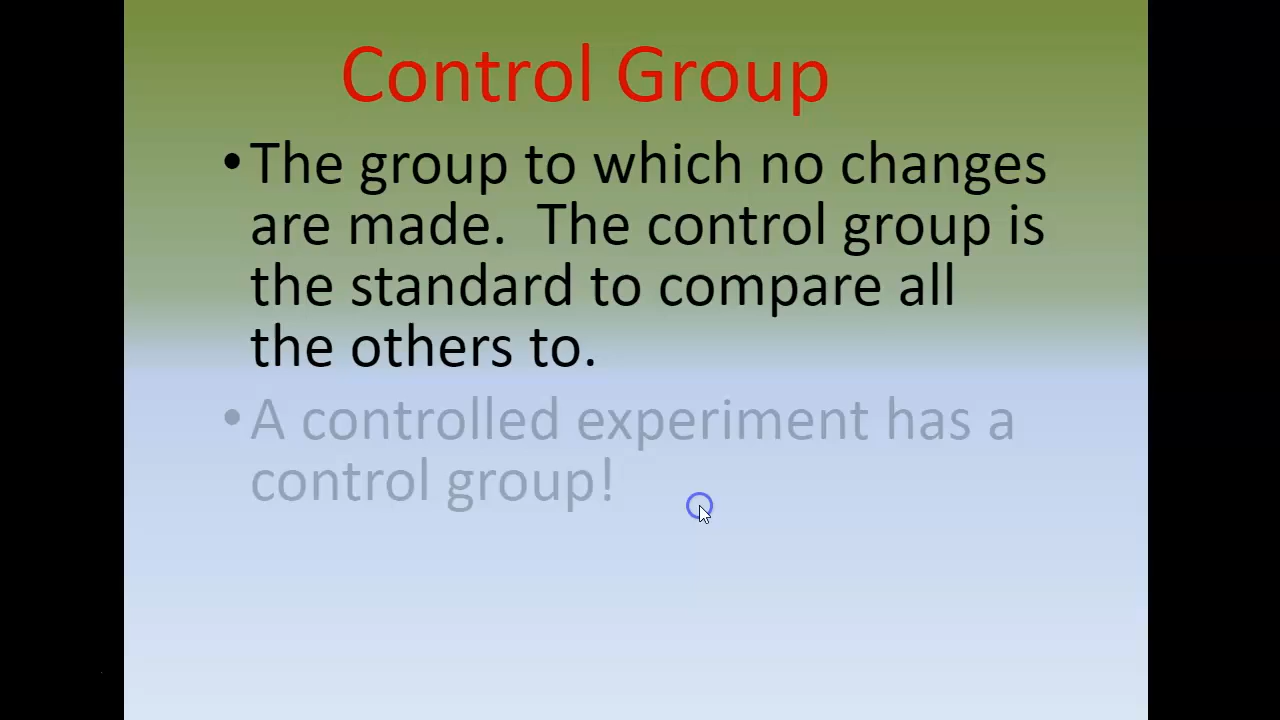 Control Group
•The group to which no changes
are made.  The control group is
the standard to compare all
the others to.
•A controlled experiment has a
control group!